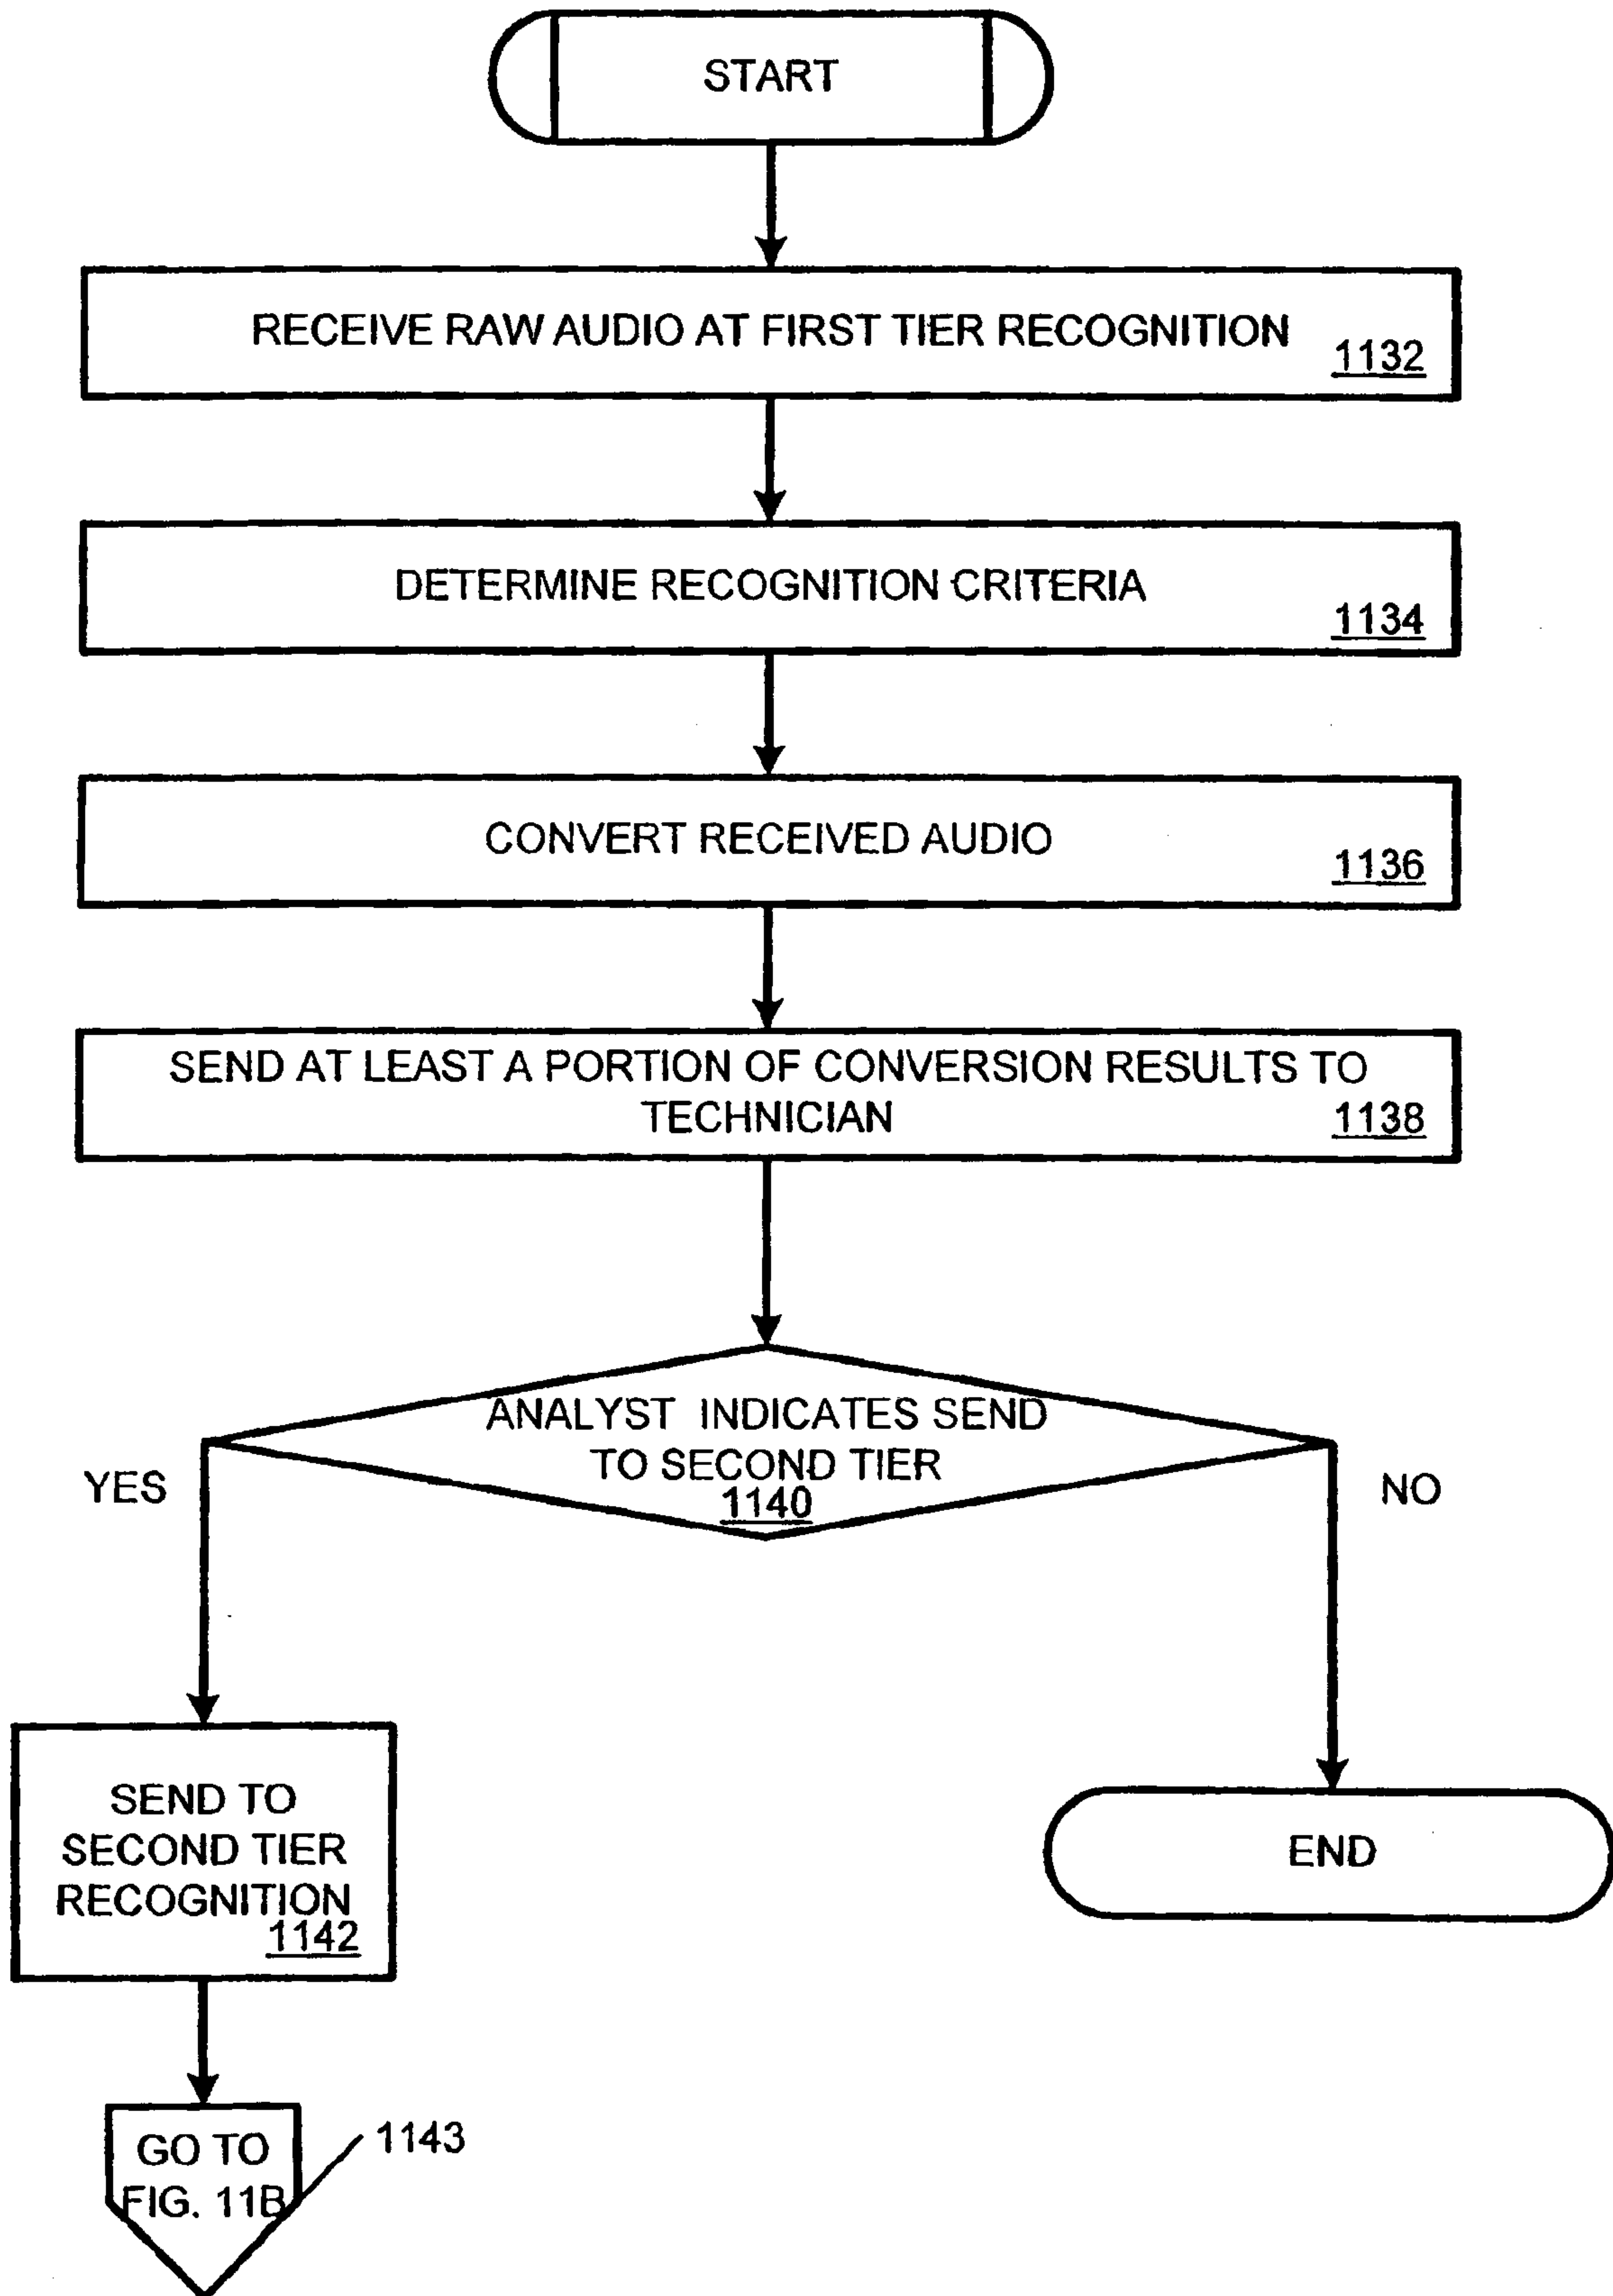 START
RECEIVE RAW AUDIO AT FIRST TIER RECOGNITION
1132
DETERMINE RECOGNITION CRITERIA
1134
CONVERT RECEIVED AUDIO
1136
SEND AT LEAST A PORTION OF CONVERSION RESULTS TO
TECHNICIAN
1138
ANALYST INDICATES SEND
TO SECOND TIER
1140
YES
NO
SEND TO
SECOND TIER
RECOGNITION
1142
END
GO TO
FIG. 11B
1143